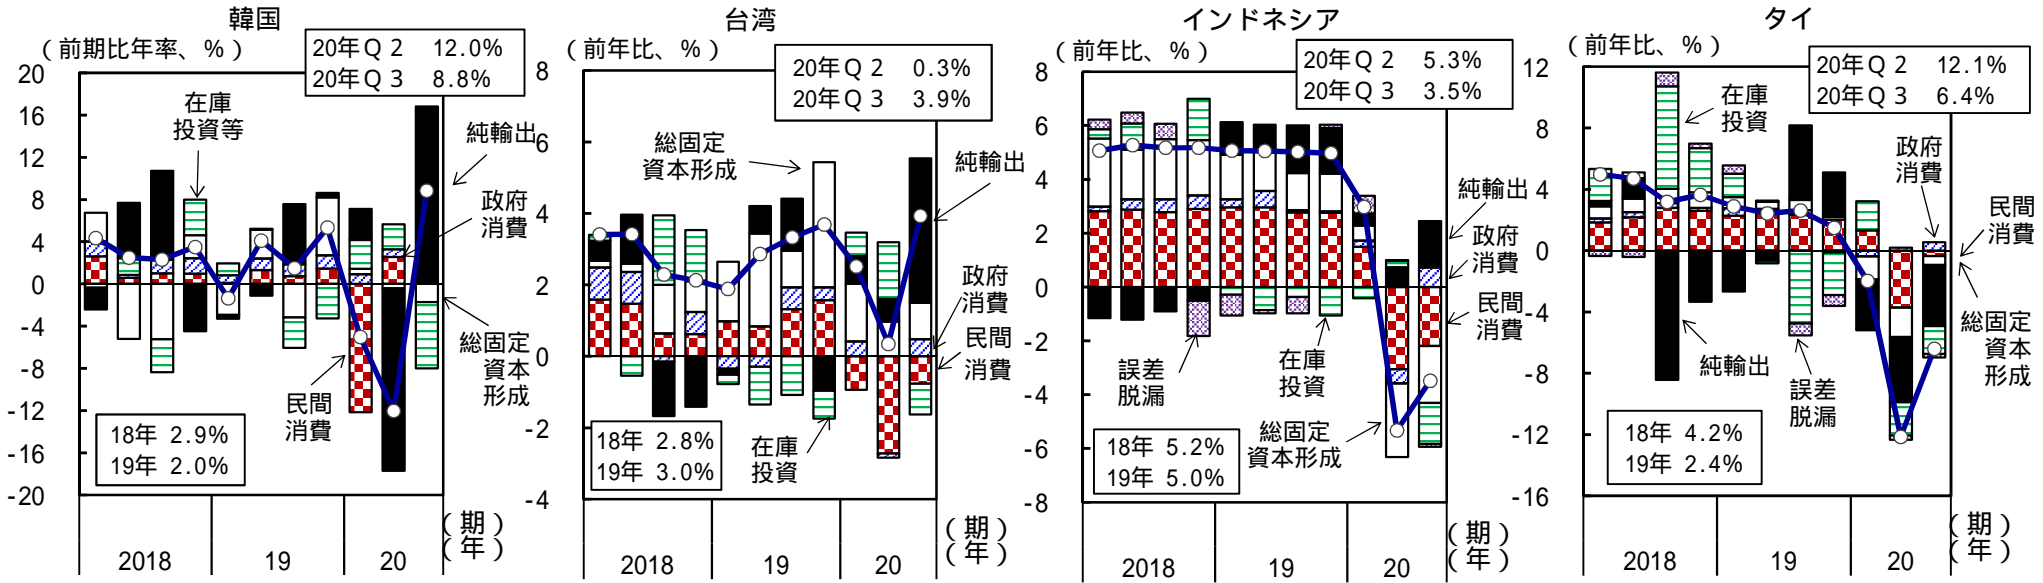 韓国
（前期比年率、%）
20年Q2 12.0%
20年Q3 8.8%
20
16
12
8
4
0
-4
-8
-12
-16
-20
在庫
投資等
純輸出
政府
消費
総固定
資本
形成
民間
消費
18年 2.9%
19年 2.0%
2018
19
20
（期）
（年）
台湾
（前年比、%）
20年Q2 0.3%
20年Q3 3.9%
8
6
4
2
0
-2
-4
総固定
資本形成
純輸出
政府
消費
民間
消費
在庫
投資
18年 2.8%
19年 3.0%
2018
19
20
（期）
（年）
インドネシア
（前年比、%）
20年Q2 5.3%
20年Q3 3.5%
8
6
4
2
0
-2
-4
-6
-8
純輸出
政府
消費
民間
消費
誤差
脱漏
在庫
投資
総固定
資本形成
18年 5.2%
19年 5.0%
2018
19
20
（期）
（年）
タイ
（前年比、%）
20年Q2 12.1%
20年Q3 6.4%
12
8
4
0
-4
-8
-12
-16
在庫
投資
政府
消費
民間
消費
総固定
資本
形成
純輸出
誤差
脱漏
18年 4.2%
19年 2.4%
2018
19
20
（期）
（年）